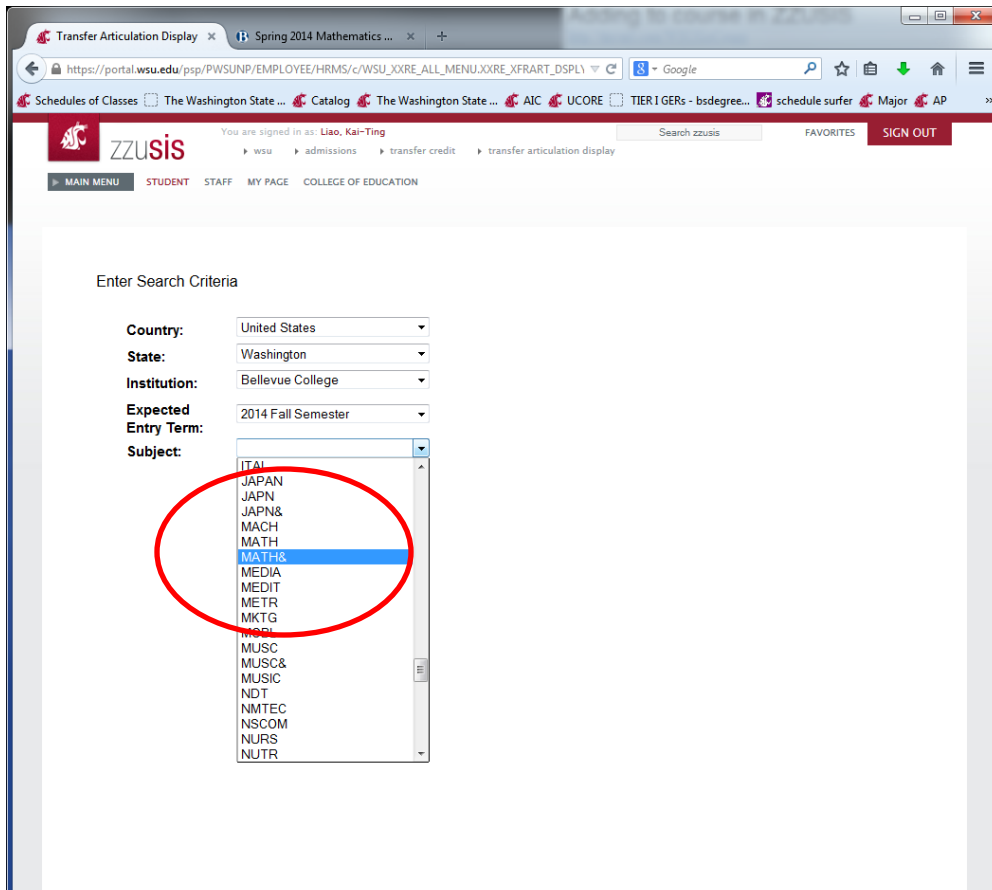 Adding to course in ZZUSIS
Transfer Articulation Display × Spring 2014 Mathematics ... × +
https://portal.wsu.edu/psp/PWSUNP/EMPLOYEE/HRMS/c/WSU_XXRE_ALL_MENU.XXRE_XFRART_DSPL\ Google
Schedules of Classes The Washington State ... Catalog The Washington State ... AIC UCORE TIER I GERs - bsdegree... schedule surfer Major AP »
zzusis
You are signed in as: Liao, Kai-Ting
Search zzusis FAVORITES SIGN OUT
wsu admissions transfer credit transfer articulation display
MAIN MENU STUDENT STAFF MY PAGE COLLEGE OF EDUCATION
Enter Search Criteria
Country: United States
State: Washington
Institution: Bellevue College
Expected Entry Term: 2014 Fall Semester
Subject:
ITAL
JAPAN
JAPN
JAPN&
MACH
MATH
MATH&
MEDIA
MEDIT
METR
MKTG
MUSC
MUSC&
MUSIC
NDT
NMTEC
NSCOM
NURS
NUTR